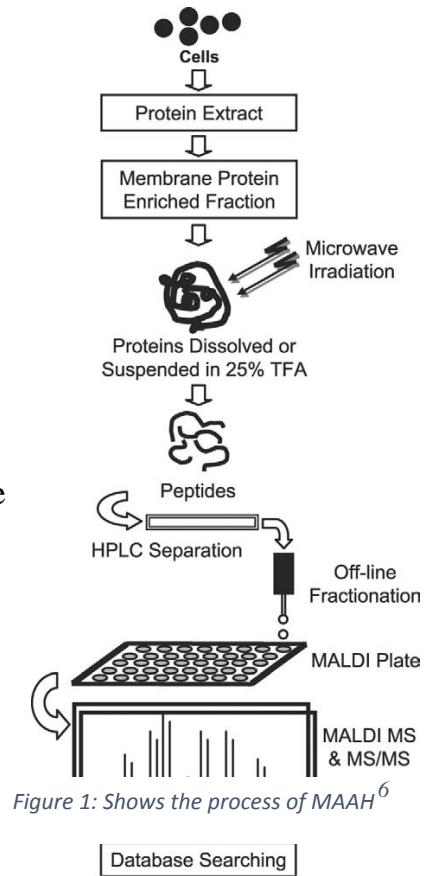 Cells
Protein Extract
Membrane Protein
Enriched Fraction
Microwave
Irradiation
Proteins Dissolved or
Suspended in 25% TFA
Peptides
HPLC Separation
Off-line
Fractionation
MALDI Plate
MALDI MS
& MS/MS
Figure 1: Shows the process of MAAH6
Database Searching